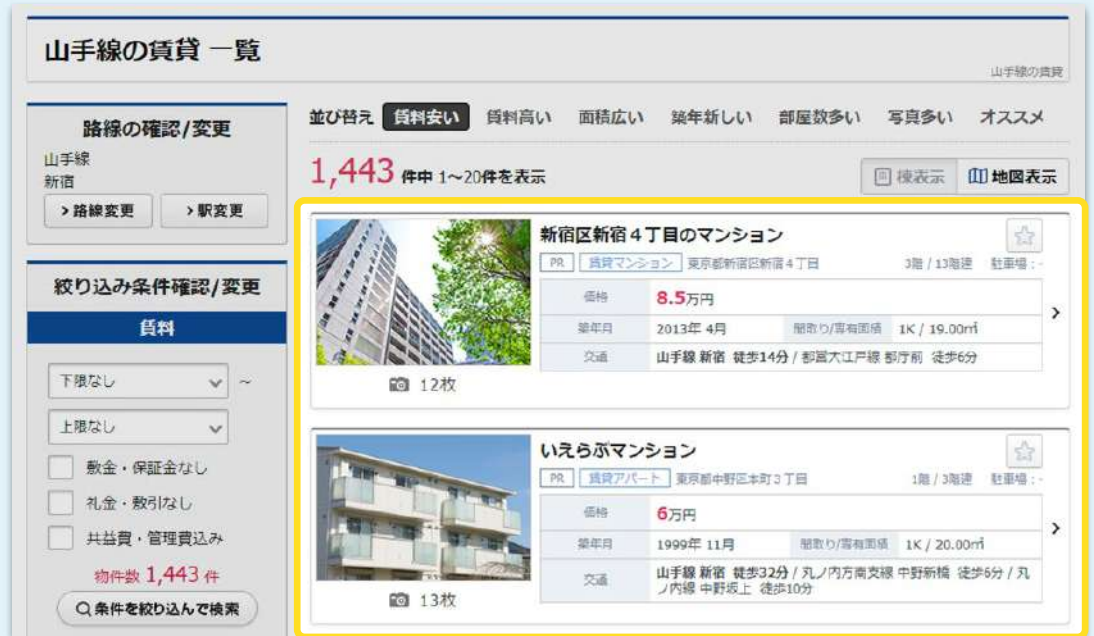 山手線の賃貸 一覧
山手線の賃貸
路線の確認/変更
山手線
新宿
路線変更
駅変更
絞り込み条件確認/変更
賃料
下限なし ～
上限なし
敷金・保証金なし
礼金・敷引なし
共益費・管理費込み
物件数 1,443 件
条件を絞り込んで検索
並び替え 賃料安い 賃料高い 面積広い 築年新しい 部屋数多い 写真多い オススメ
1,443 件中 1～20件を表示
棟表示 地図表示
新宿区新宿４丁目のマンション
PR 賃貸マンション 東京都新宿区新宿４丁目 3階 / 13階建 駐車場：-
価格 8.5万円
築年月 2013年 4月 間取り/専有面積 1K / 19.00㎡
交通 山手線 新宿 徒歩14分 / 都営大江戸線 都庁前 徒歩6分
12枚
いえらぶマンション
PR 賃貸アパート 東京都中野区本町３丁目 1階 / 3階建 駐車場：-
価格 6万円
築年月 1999年 11月 間取り/専有面積 1K / 20.00㎡
交通 山手線 新宿 徒歩32分 / 丸ノ内方南支線 中野新橋 徒歩6分 / 丸
ノ内線 中野坂上 徒歩10分
13枚